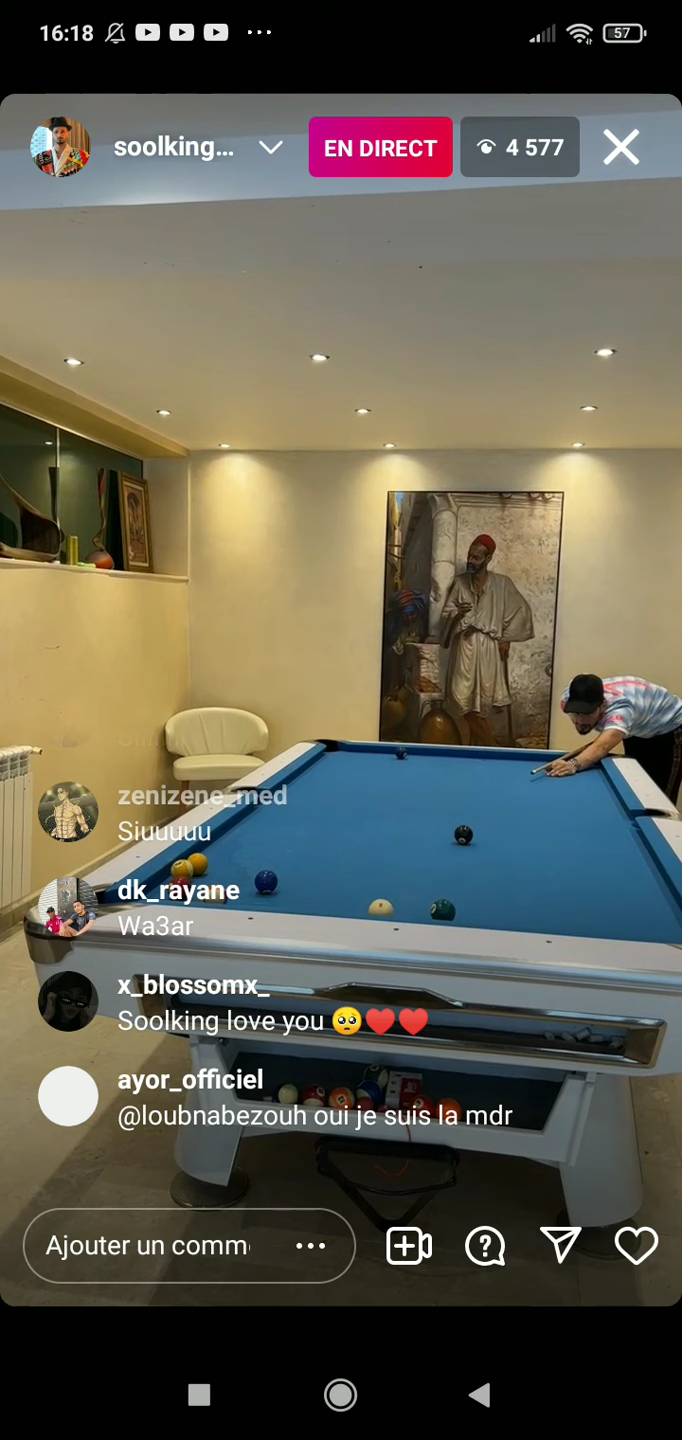 16:18
57
soolking...
EN DIRECT
4 577
zenizene_med
Siuuuuu
dk_rayane
Wa3ar
x_blossomx_
Soolking love you 🥺♥️♥️
ayor_officiel
@loubnabezouh oui je suis la mdr
Ajouter un comm